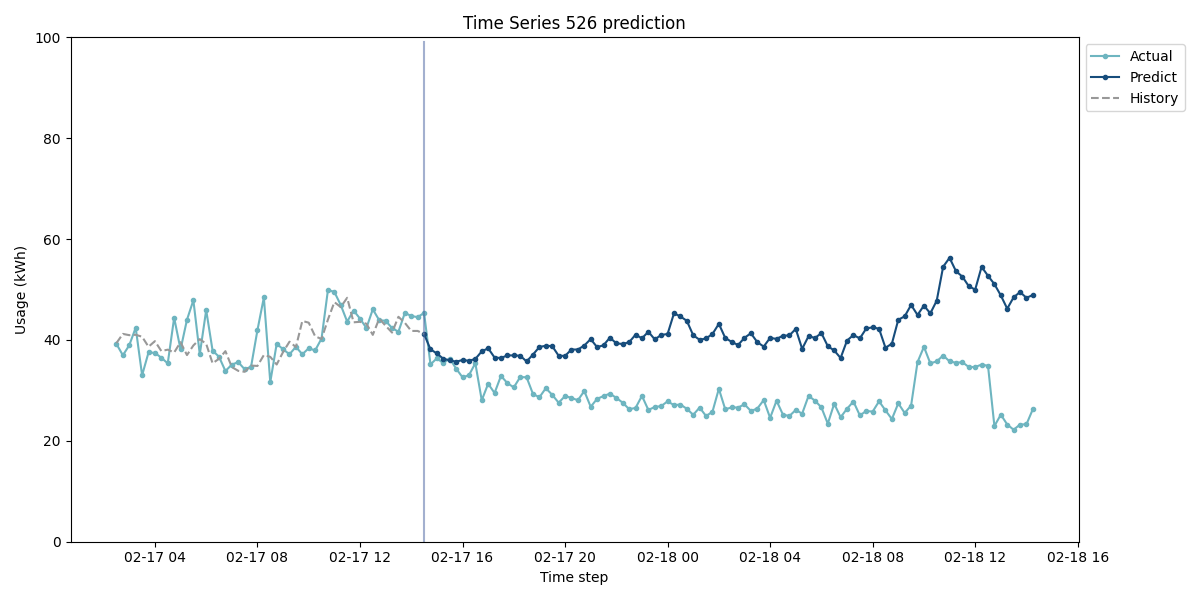 Time Series 526 prediction
Actual
Predict
History
Usage (kWh)
100
80
60
40
20
0
02-17 04 02-17 08 02-17 12 02-17 16 02-17 20 02-18 00 02-18 04 02-18 08 02-18 12 02-18 16
Time step